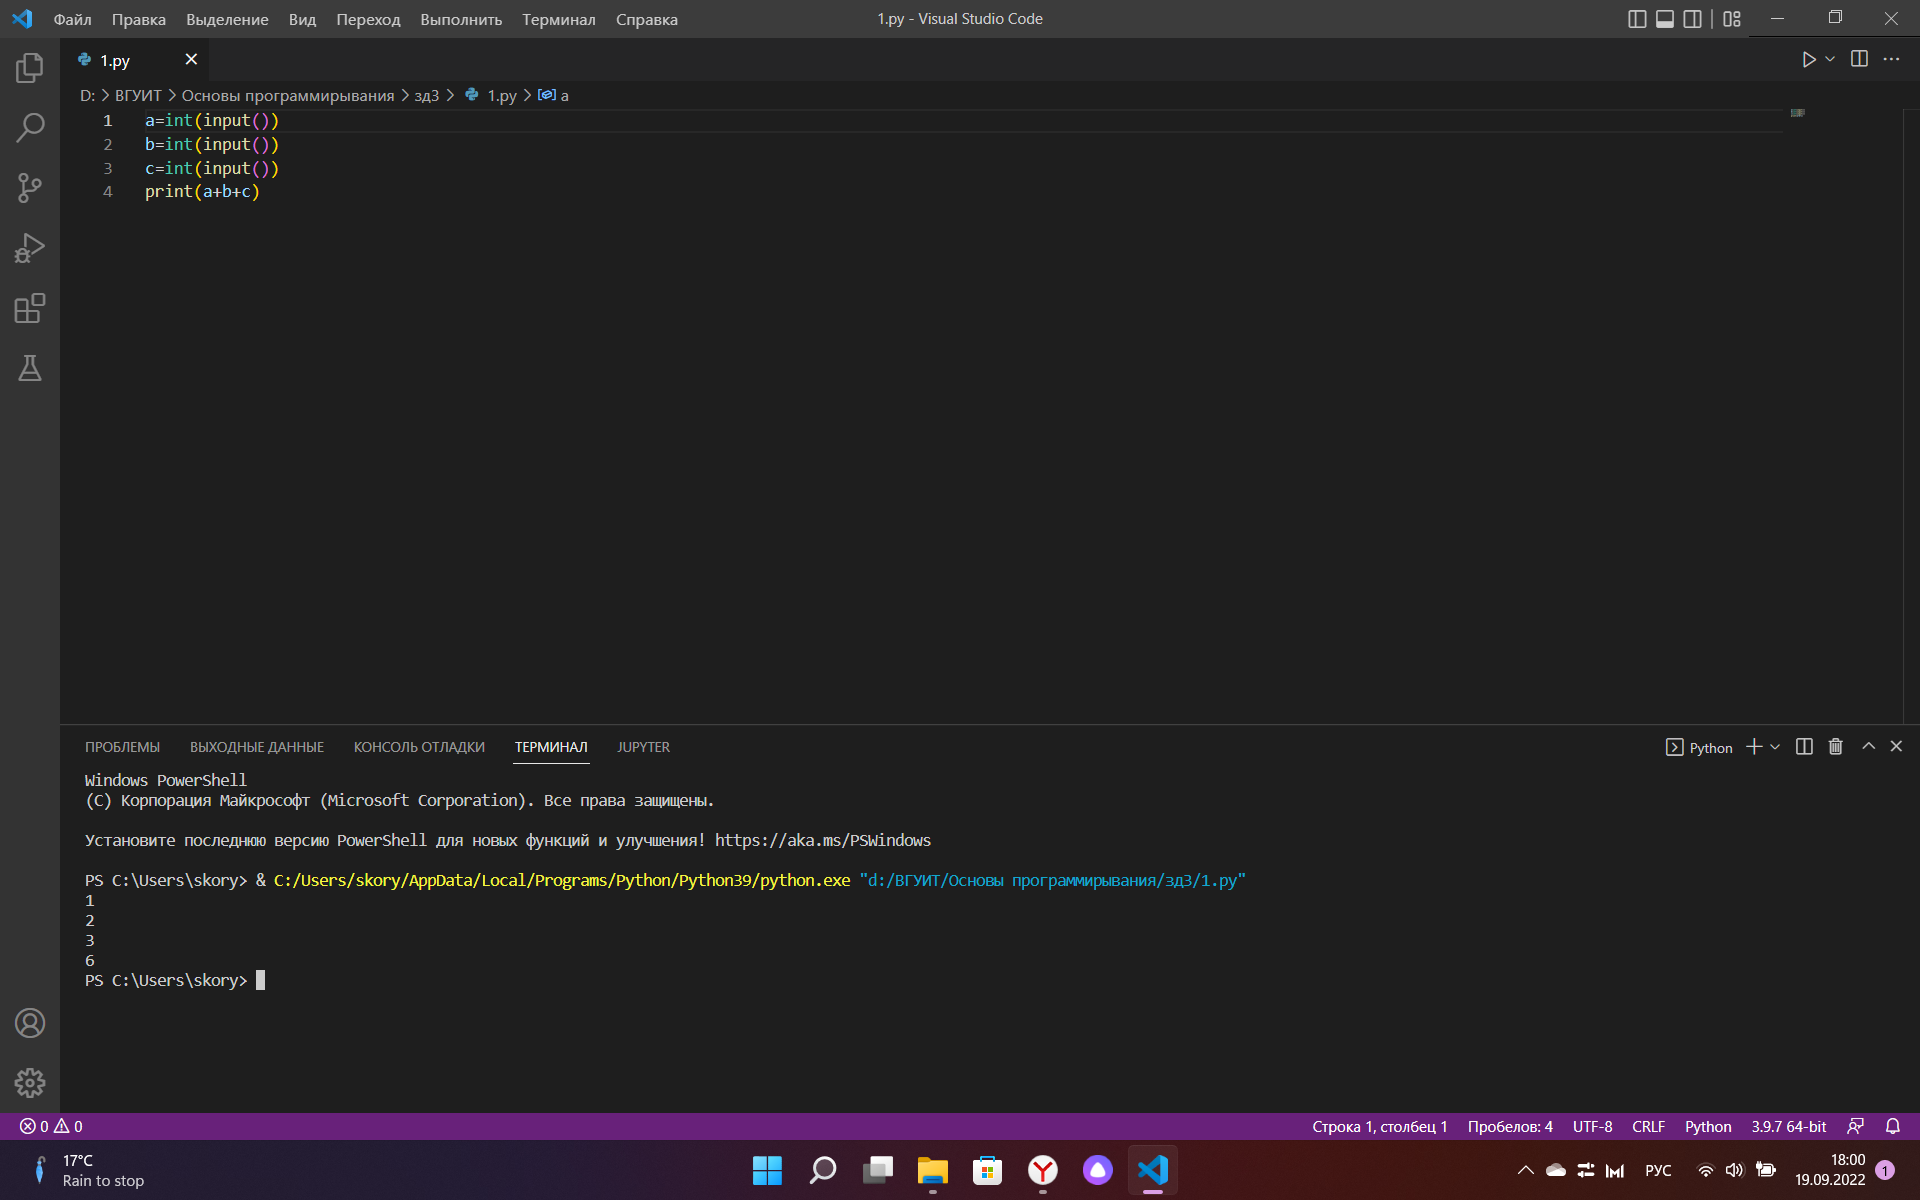 Файл Правка Выделение Вид Переход Выполнить Терминал Справка
1.py - Visual Studio Code
1.py
D: > ВГУИТ > Основы программирывания > зд3 > 1.py > a
1 a=int(input())
2 b=int(input())
3 c=int(input())
4 print(a+b+c)
ПРОБЛЕМЫ ВЫХОДНЫЕ ДАННЫЕ КОНСОЛЬ ОТЛАДКИ ТЕРМИНАЛ JUPYTER
Python
Windows PowerShell
(C) Корпорация Майкрософт (Microsoft Corporation). Все права защищены.
Установите последнюю версию PowerShell для новых функций и улучшения! https://aka.ms/PSWindows
PS C:\Users\skory> & C:/Users/skory/AppData/Local/Programs/Python/Python39/python.exe "d:/ВГУИТ/Основы программирывания/зд3/1.py"
1
2
3
6
PS C:\Users\skory>
0 0
Строка 1, столбец 1 Пробелов: 4 UTF-8 CRLF Python 3.9.7 64-bit
17°C
Rain to stop
РУС
18:00
19.09.2022
1